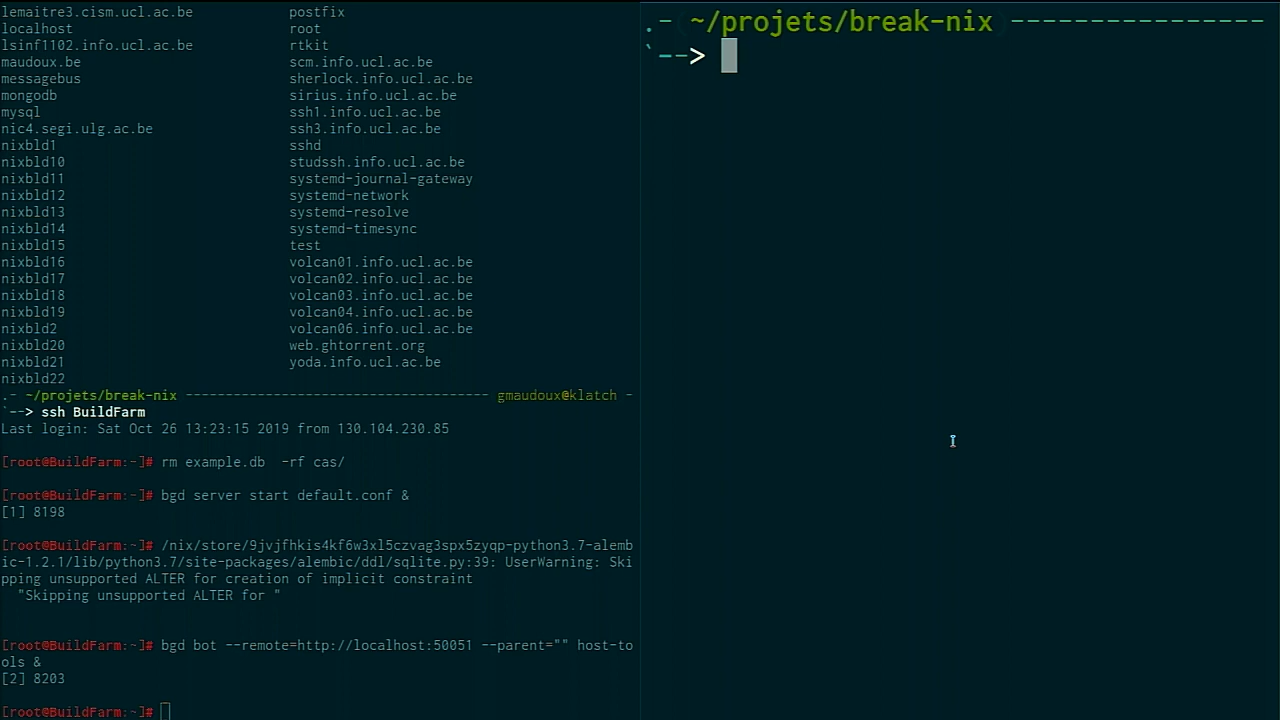 lemaitre3.cism.ucl.ac.be postfix
localhost root
lsinf1102.info.ucl.ac.be rtkit
maudoux.be scm.info.ucl.ac.be
messagebus sherlock.info.ucl.ac.be
mongodb sirius.info.ucl.ac.be
mysql ssh1.info.ucl.ac.be
nic4.segi.ulg.ac.be ssh3.info.ucl.ac.be
nixbld1 sshd
nixbld10 studssh.info.ucl.ac.be
nixbld11 systemd-journal-gateway
nixbld12 systemd-network
nixbld13 systemd-resolve
nixbld14 systemd-timesync
nixbld15 test
nixbld16 volcan01.info.ucl.ac.be
nixbld17 volcan02.info.ucl.ac.be
nixbld18 volcan03.info.ucl.ac.be
nixbld19 volcan04.info.ucl.ac.be
nixbld2 volcan06.info.ucl.ac.be
nixbld20 web.ghtorrent.org
nixbld21 yoda.info.ucl.ac.be
nixbld22
.- ~/projets/break-nix -------------------------------------- gmaudoux@klatch -
`--> ssh BuildFarm
Last login: Sat Oct 26 13:23:15 2019 from 130.104.230.85
[root@BuildFarm:~]# rm example.db  -rf cas/
[root@BuildFarm:~]# bgd server start default.conf &
[1] 8198
[root@BuildFarm:~]# /nix/store/9jvjfhkis4kf6w3xl5czvag3spx5zyqp-python3.7-alemb
ic-1.2.1/lib/python3.7/site-packages/alembic/ddl/sqlite.py:39: UserWarning: Ski
pping unsupported ALTER for creation of implicit constraint
"Skipping unsupported ALTER for "
[root@BuildFarm:~]# bgd bot --remote=http://localhost:50051 --parent="" host-to
ols &
[2] 8203
[root@BuildFarm:~]#
.- ~/projets/break-nix ----------------
`-->